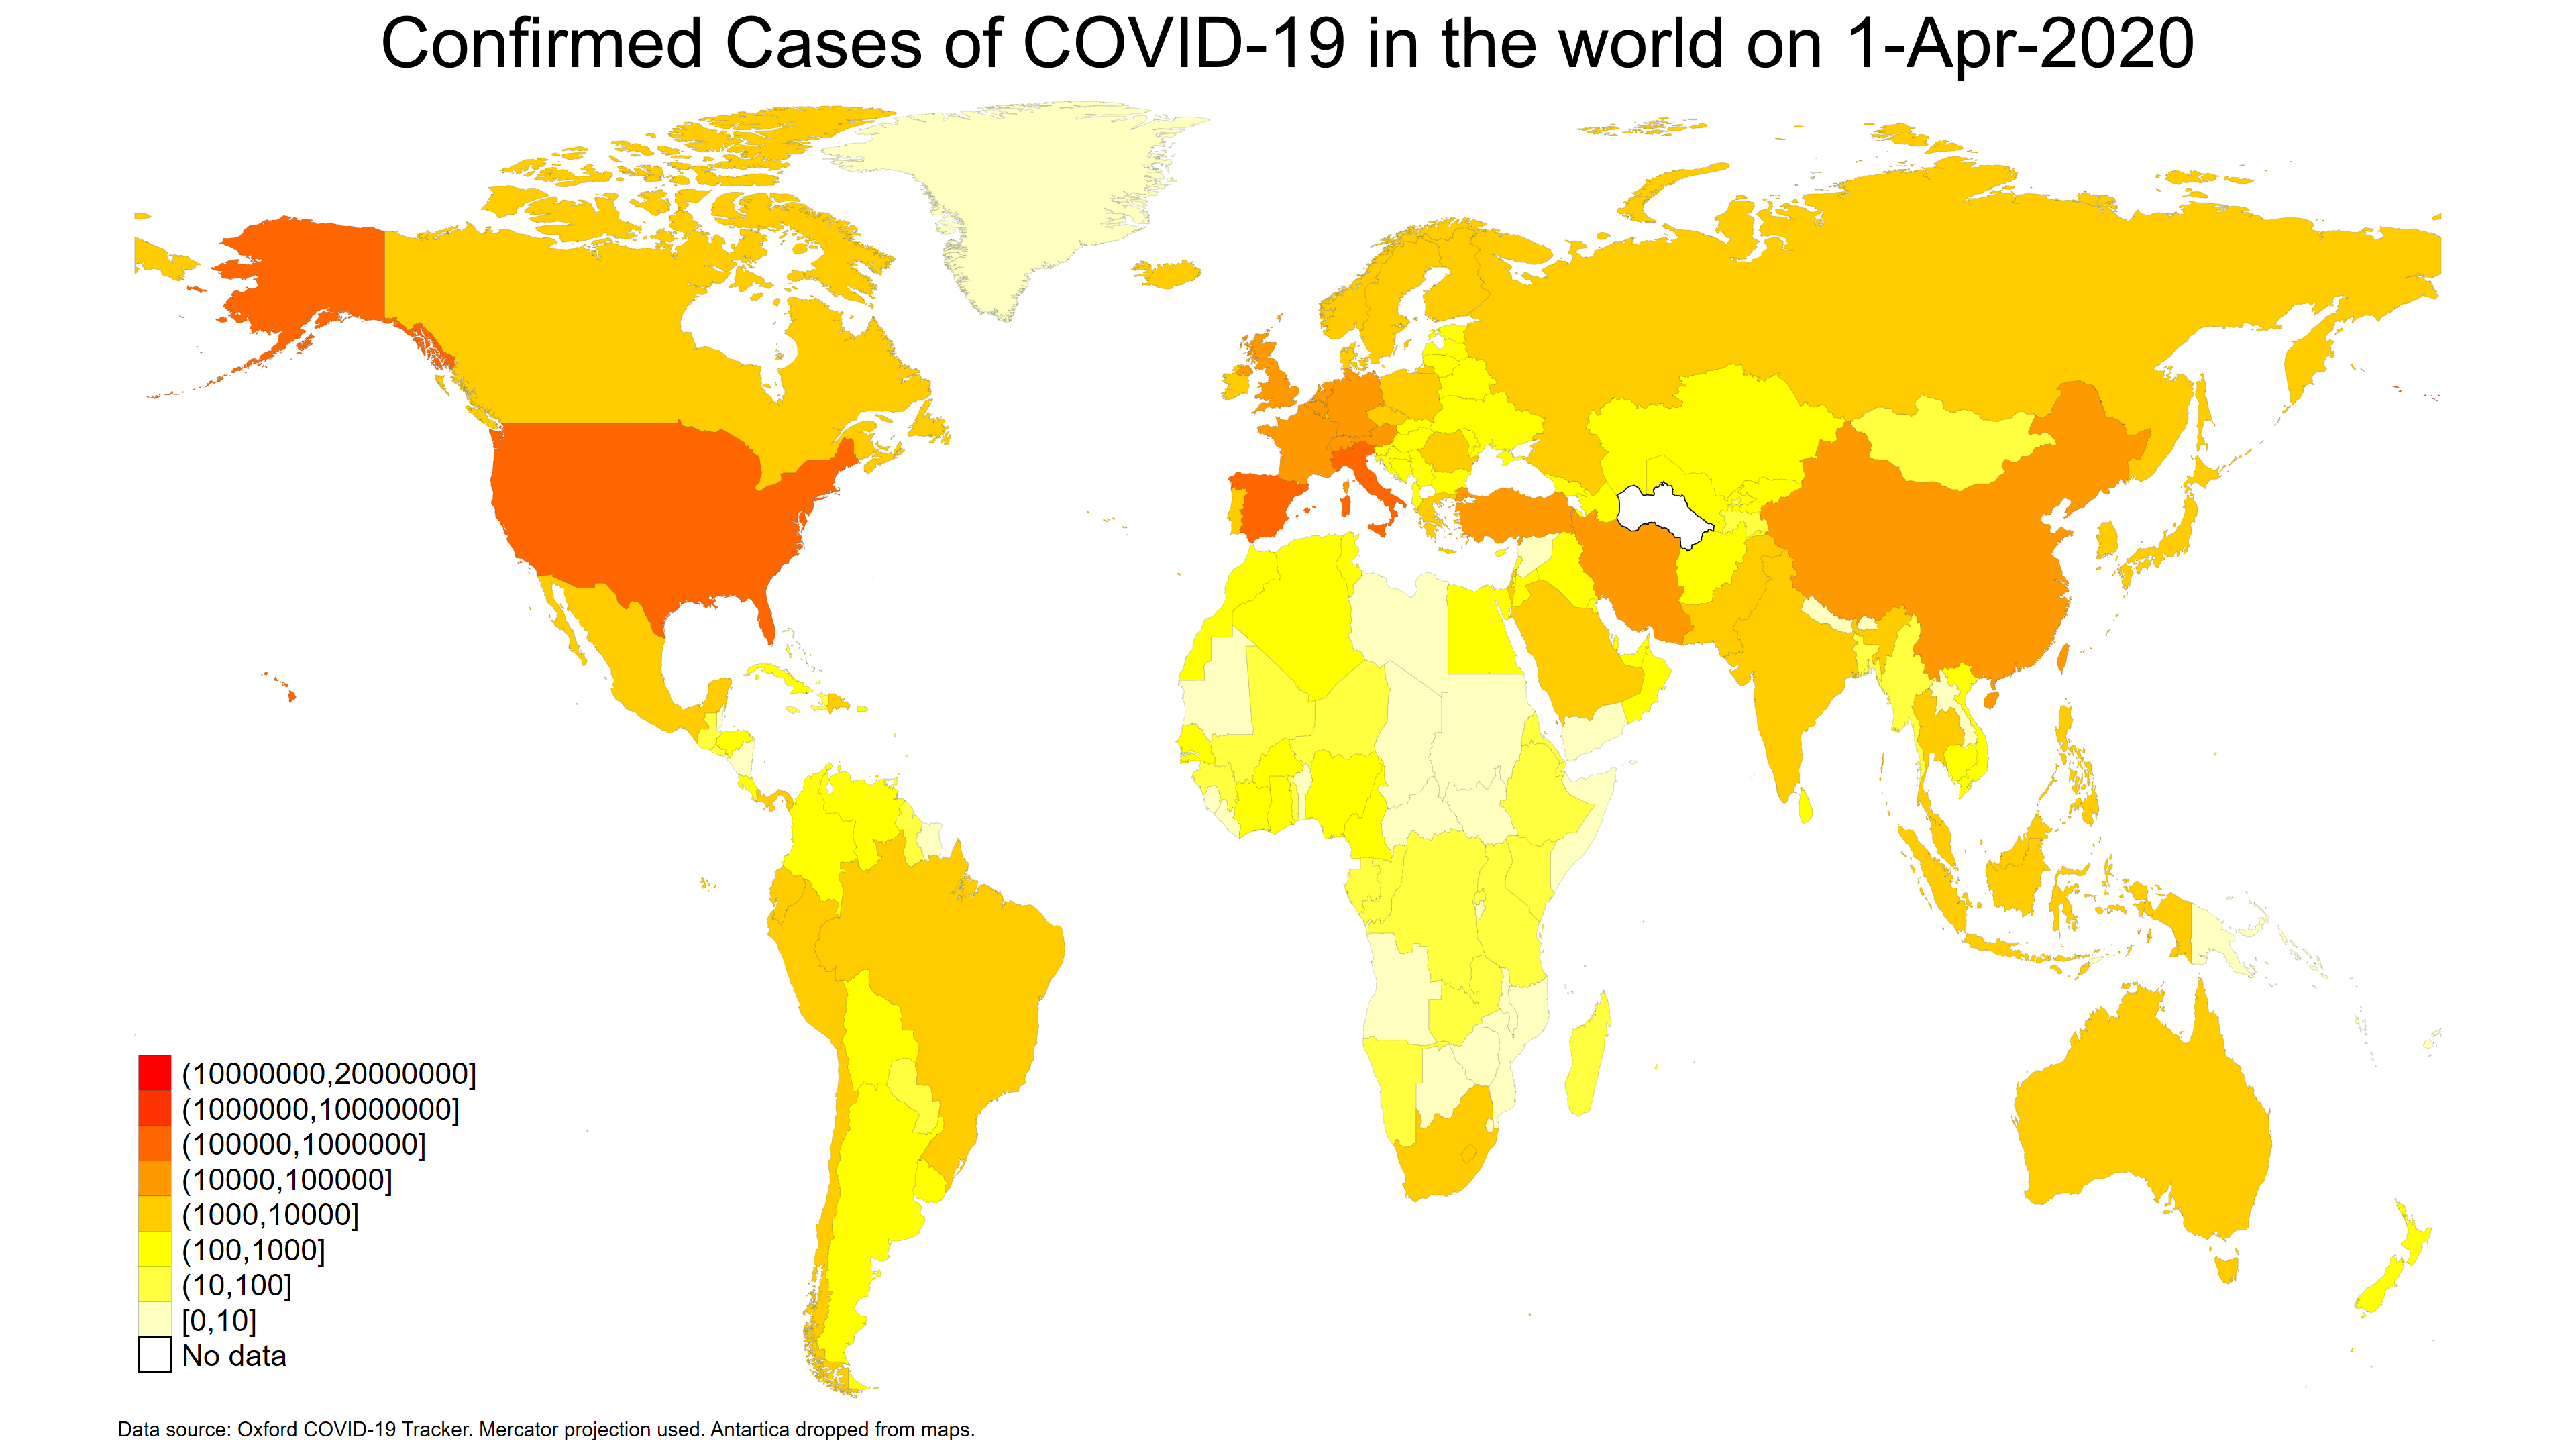 Confirmed Cases of COVID-19 in the world on 1-Apr-2020
(10000000,20000000]
(1000000,10000000]
(100000,1000000]
(10000,100000]
(1000,10000]
(100,1000]
(10,100]
[0,10]
No data
Data source: Oxford COVID-19 Tracker. Mercator projection used. Antartica dropped from maps.